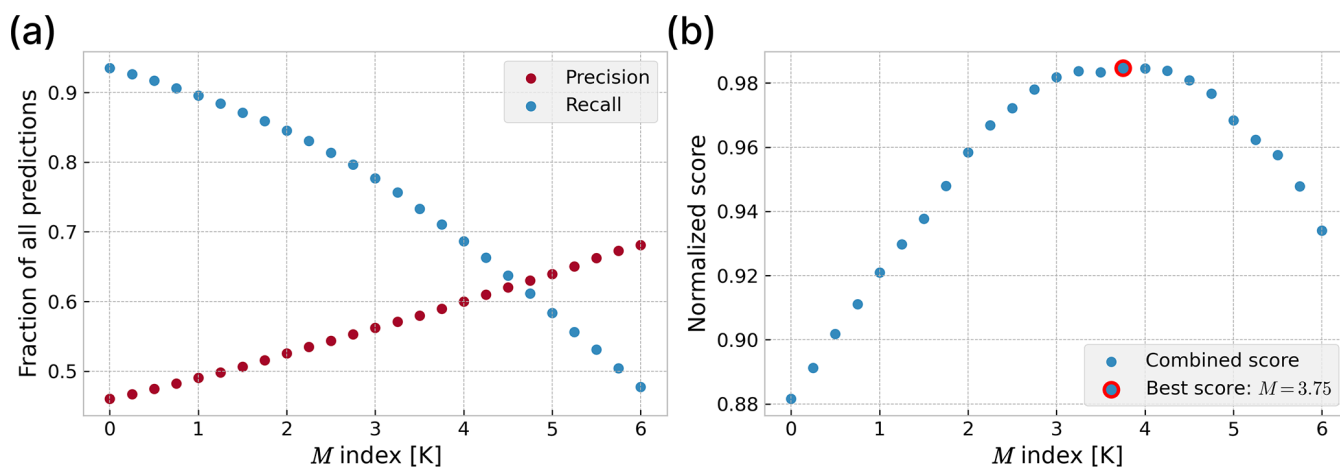 (a)
Fraction of all predictions
0.9
0.8
0.7
0.6
0.5
Precision
Recall
0 1 2 3 4 5 6
M index [K]
(b)
Normalized score
0.98
0.96
0.94
0.92
0.90
0.88
Combined score
Best score: M = 3.75
0 1 2 3 4 5 6
M index [K]